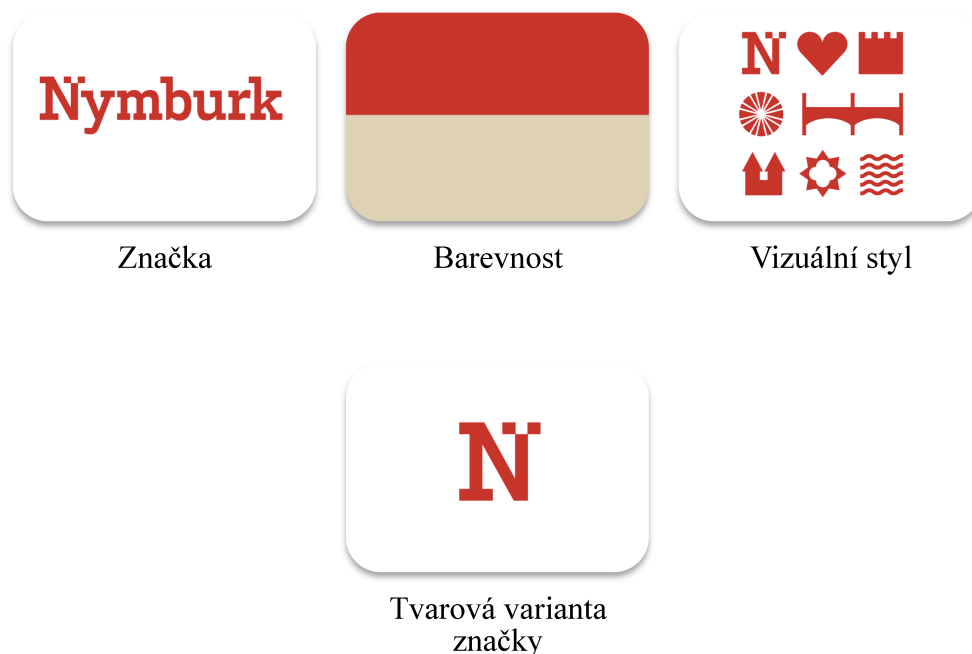 Nymburk
N
Značka
Barevnost
Vizuální styl
N
Tvarová varianta
značky